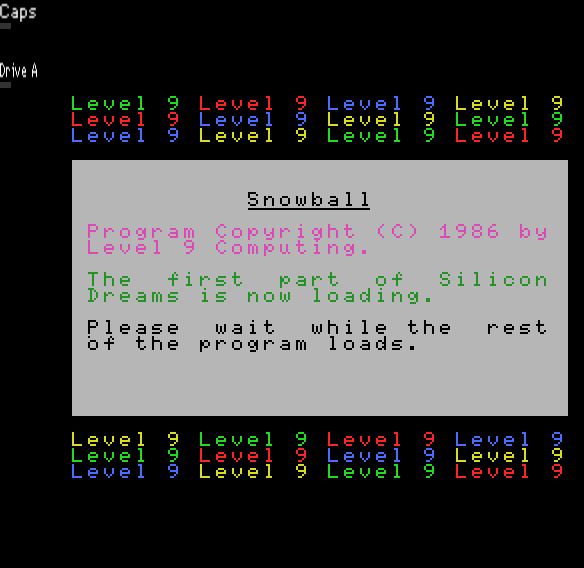 Caps
Drive A
Level 9 Level 9 Level 9 Level 9
Level 9 Level 9 Level 9 Level 9
Level 9 Level 9 Level 9 Level 9
Snowball
Program Copyright (C) 1986 by
Level 9 Computing.
The first part of Silicon
Dreams is now loading.
Please wait while the rest
of the program loads.
Level 9 Level 9 Level 9 Level 9
Level 9 Level 9 Level 9 Level 9
Level 9 Level 9 Level 9 Level 9